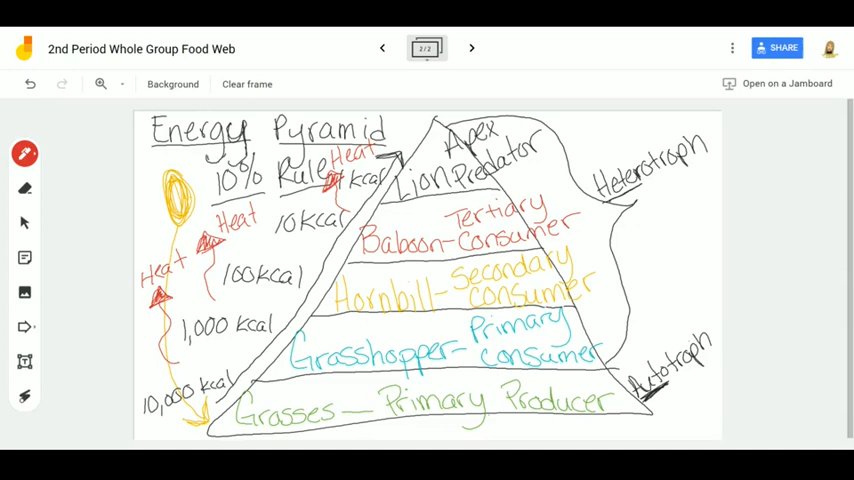 2nd Period Whole Group Food Web
2/2
SHARE
Background
Clear frame
Open on a Jamboard
Energy Pyramid
10% Rule
Heat
1 kcal
Apex
Lion Predator
Heterotroph
Heat
10 kcal
Tertiary
Baboon-Consumer
Heat
100 kcal
Hornbill-Secondary
consumer
1,000 kcal
Grasshopper-Primary
consumer
Autotroph
10,000 kcal
Grasses - Primary Producer